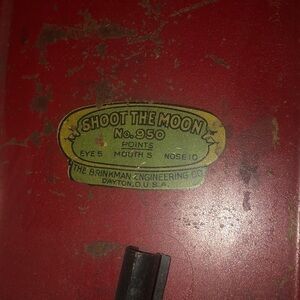 SHOOT THE MOON
No. 950
POINTS
EYE 5 MOUTH 5 NOSE 10
THE BRINKMAN ENGINEERING CO.
DAYTON, O. U.S.A.